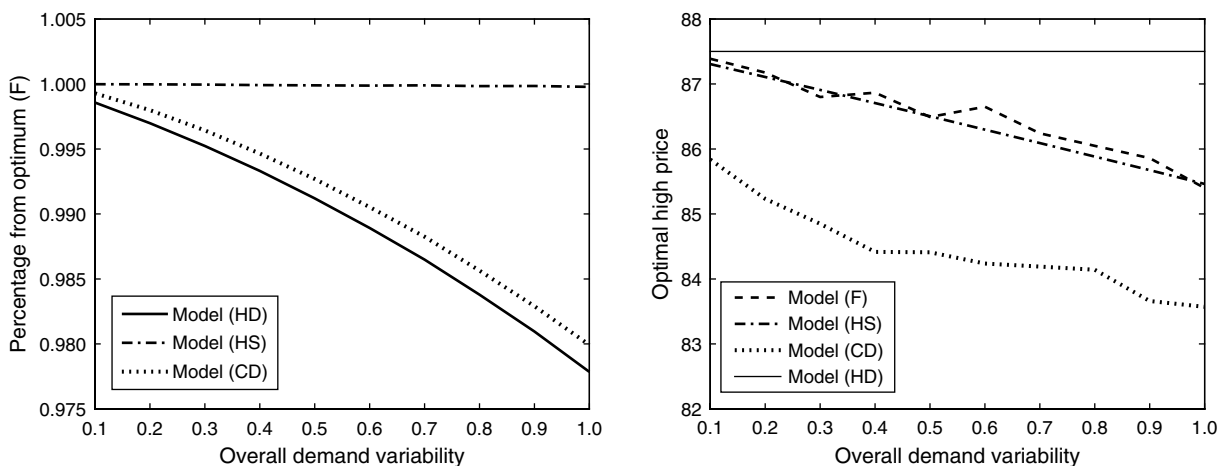 Percentage from optimum (F)
1.005
1.000
0.995
0.990
0.985
0.980
0.975
Model (HD)
Model (HS)
Model (CD)
0.1 0.2 0.3 0.4 0.5 0.6 0.7 0.8 0.9 1.0
Overall demand variability
Optimal high price
88
87
86
85
84
83
82
Model (F)
Model (HS)
Model (CD)
Model (HD)
0.1 0.2 0.3 0.4 0.5 0.6 0.7 0.8 0.9 1.0
Overall demand variability